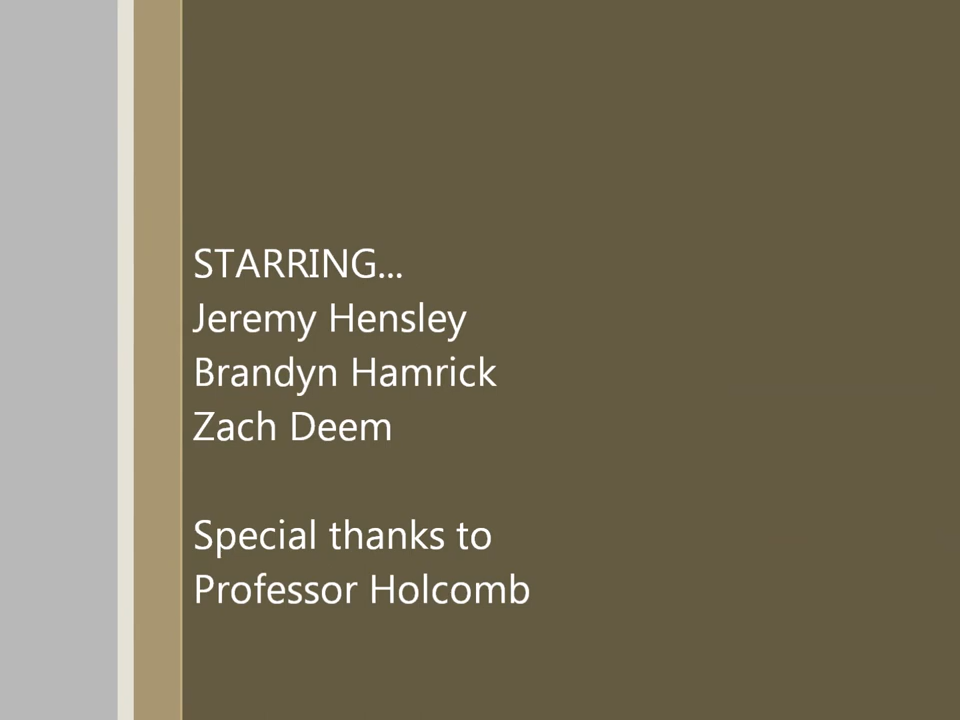 STARRING...
Jeremy Hensley
Brandyn Hamrick
Zach Deem
Special thanks to
Professor Holcomb